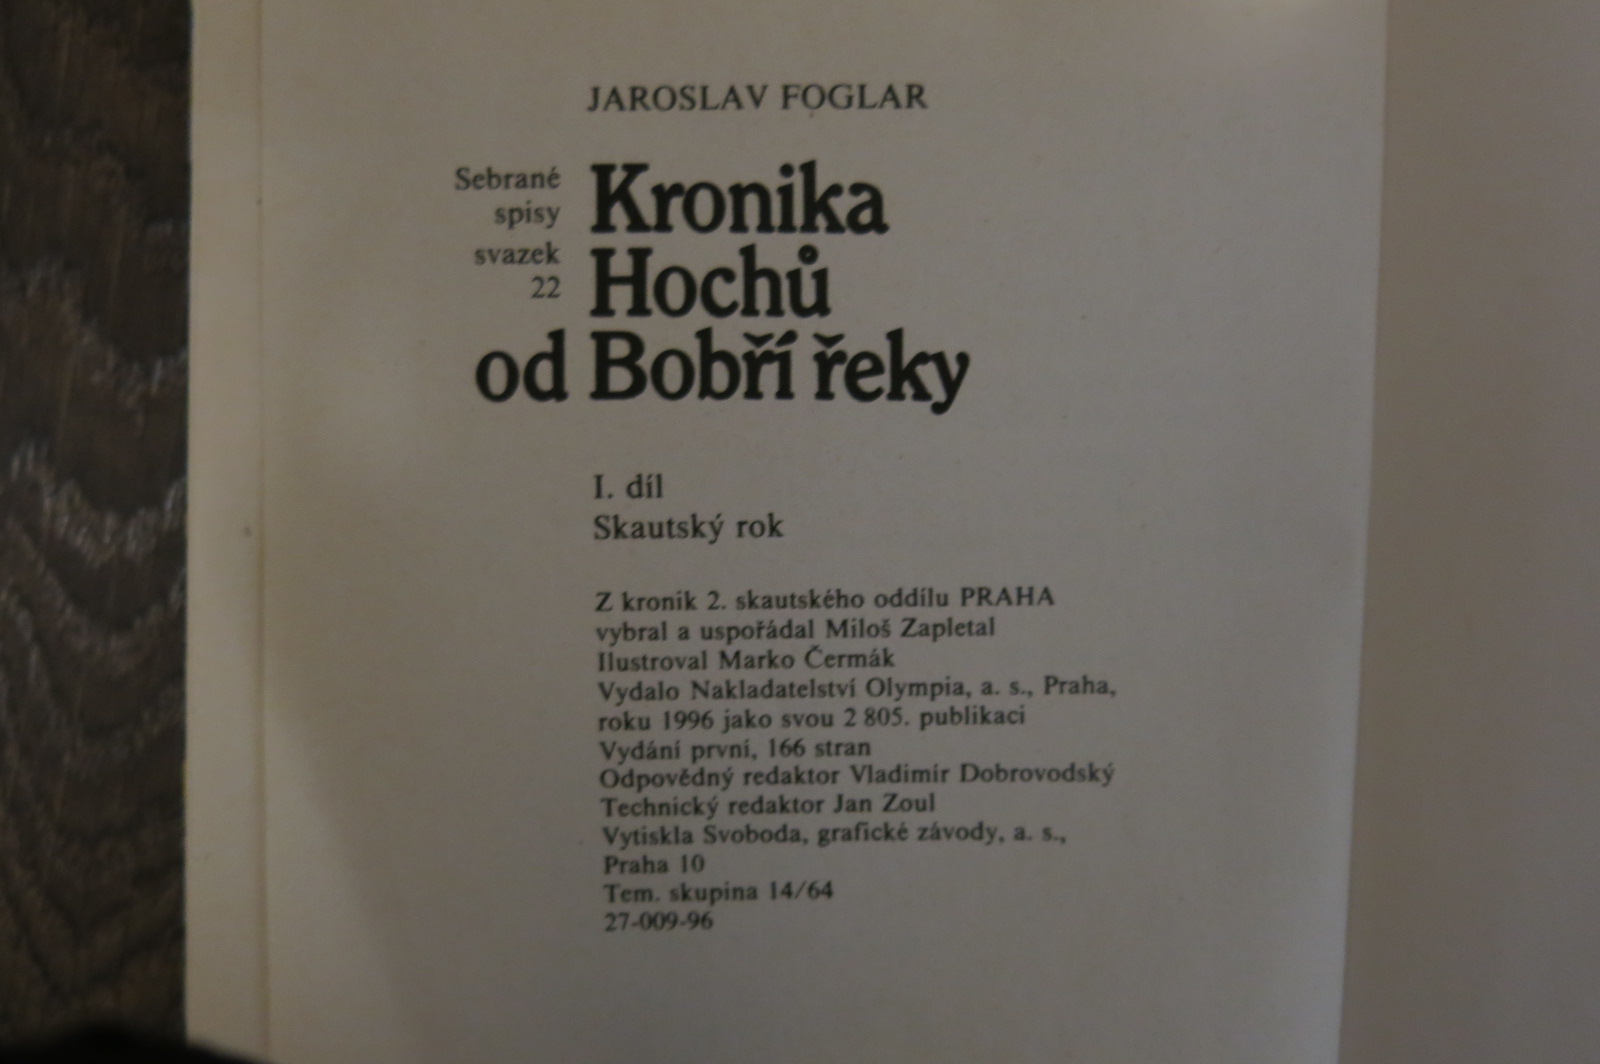 JAROSLAV FOGLAR
Sebrané
spisy
svazek
22
Kronika
Hochů
od Bobří řeky
I. díl
Skautský rok
Z kronik 2. skautského oddílu PRAHA
vybral a uspořádal Miloš Zapletal
Ilustroval Marko Čermák
Vydalo Nakladatelství Olympia, a. s., Praha,
roku 1996 jako svou 2 805. publikaci
Vydání první, 166 stran
Odpovědný redaktor Vladimír Dobrovodský
Technický redaktor Jan Zoul
Vytiskla Svoboda, grafické závody, a. s.,
Praha 10
Tem. skupina 14/64
27-009-96